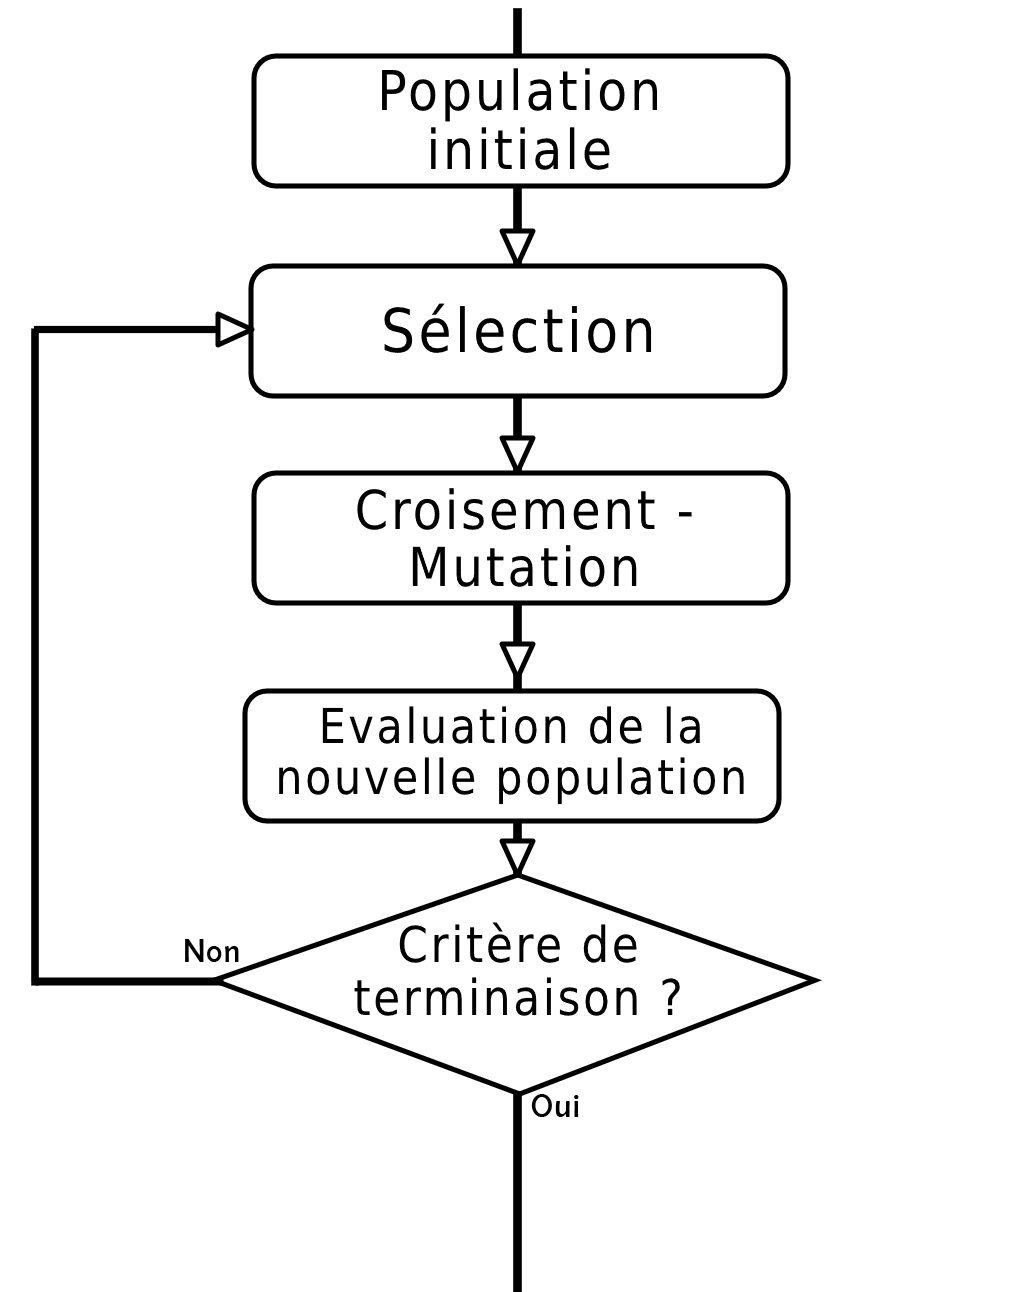 Population
initiale
Sélection
Croisement -
Mutation
Evaluation de la
nouvelle population
Critère de
terminaison ?
Non
Oui